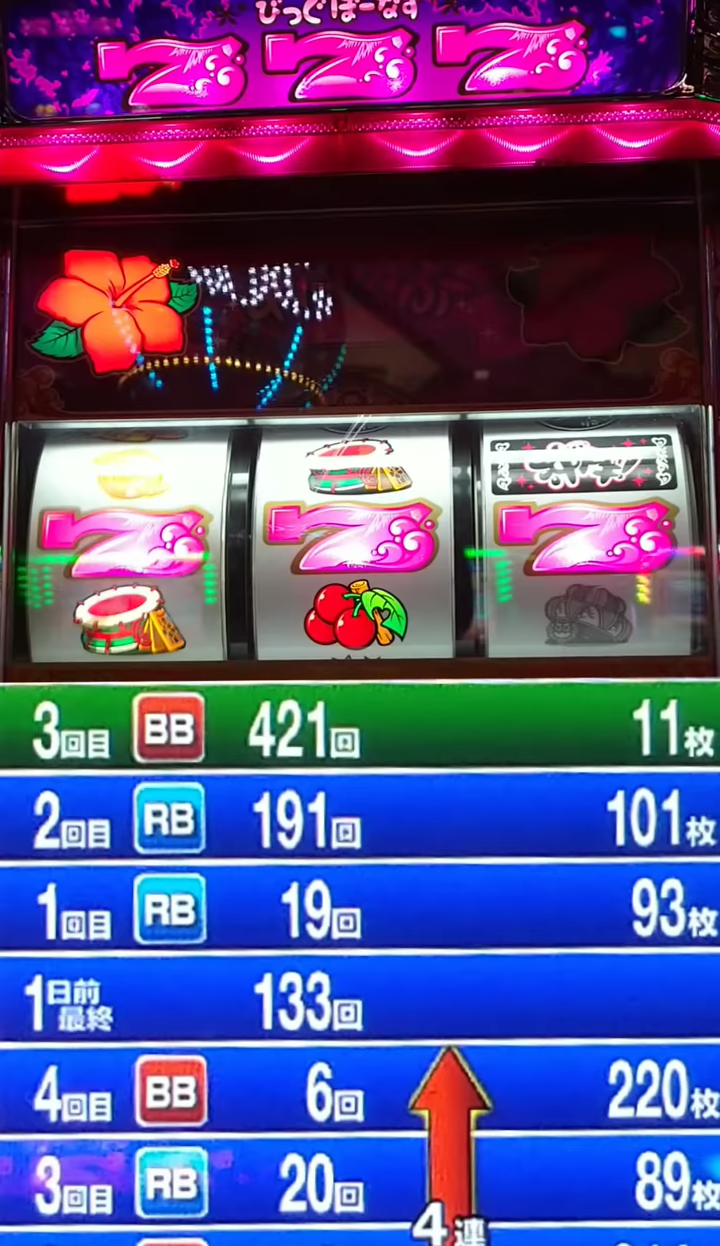 びっぐぼーなす
777
777
3回目 BB 421回 11枚
2回目 RB 191回 101枚
1回目 RB 19回 93枚
1日前最終 133回
4回目 BB 6回 220枚
3回目 RB 20回 89枚
4連